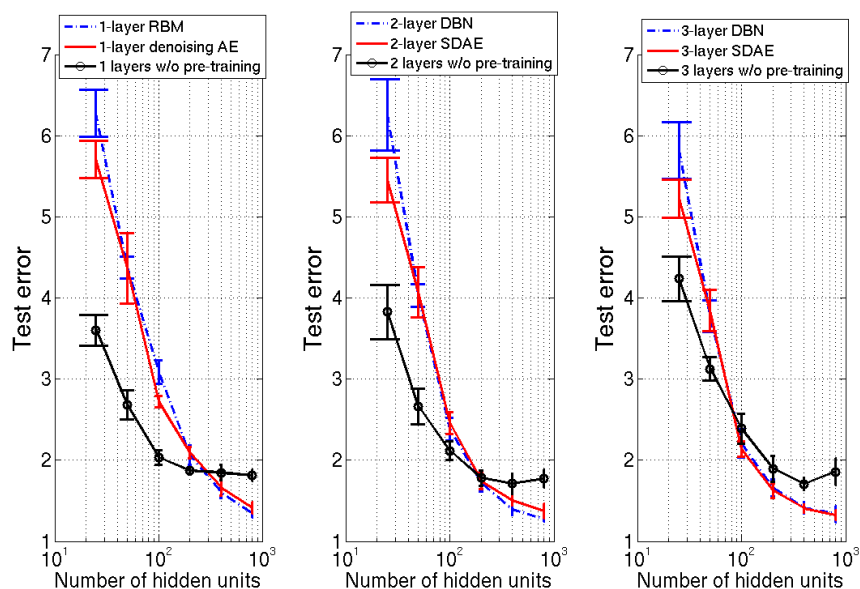 1-layer RBM
1-layer denoising AE
1 layers w/o pre-training
Test error
6
5
4
3
2
1
10^1
10^2
10^3
Number of hidden units
2-layer DBN
2-layer SDAE
2 layers w/o pre-training
Test error
6
5
4
3
2
1
10^1
10^2
10^3
Number of hidden units
3-layer DBN
3-layer SDAE
3 layers w/o pre-training
Test error
6
5
4
3
2
1
10^1
10^2
10^3
Number of hidden units